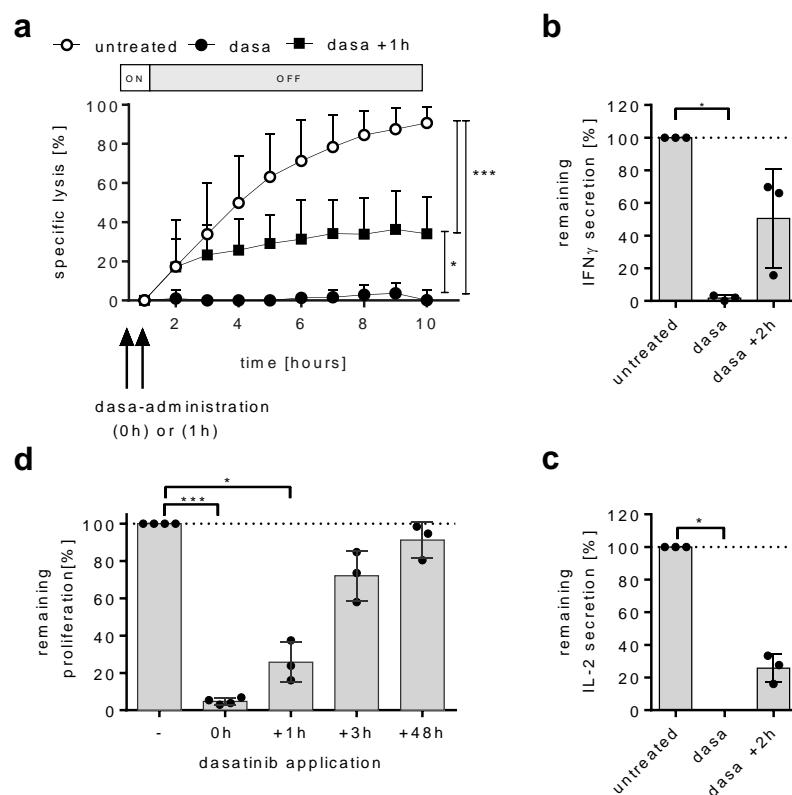 a
untreated dasa dasa +1h
ON OFF
specific lysis [%]
100
80
60
40
20
0
2 4 6 8 10
time [hours]
***
*
dasa-administration
(0h) or (1h)
b
remaining
IFNγ secretion [%]
120
100
80
60
40
20
0
*
untreated
dasa
dasa +2h
d
remaining
proliferation[%]
100
80
60
40
20
0
*
***
- 0h +1h +3h +48h
dasatinib application
c
remaining
IL-2 secretion [%]
120
100
80
60
40
20
0
*
untreated
dasa
dasa +2h